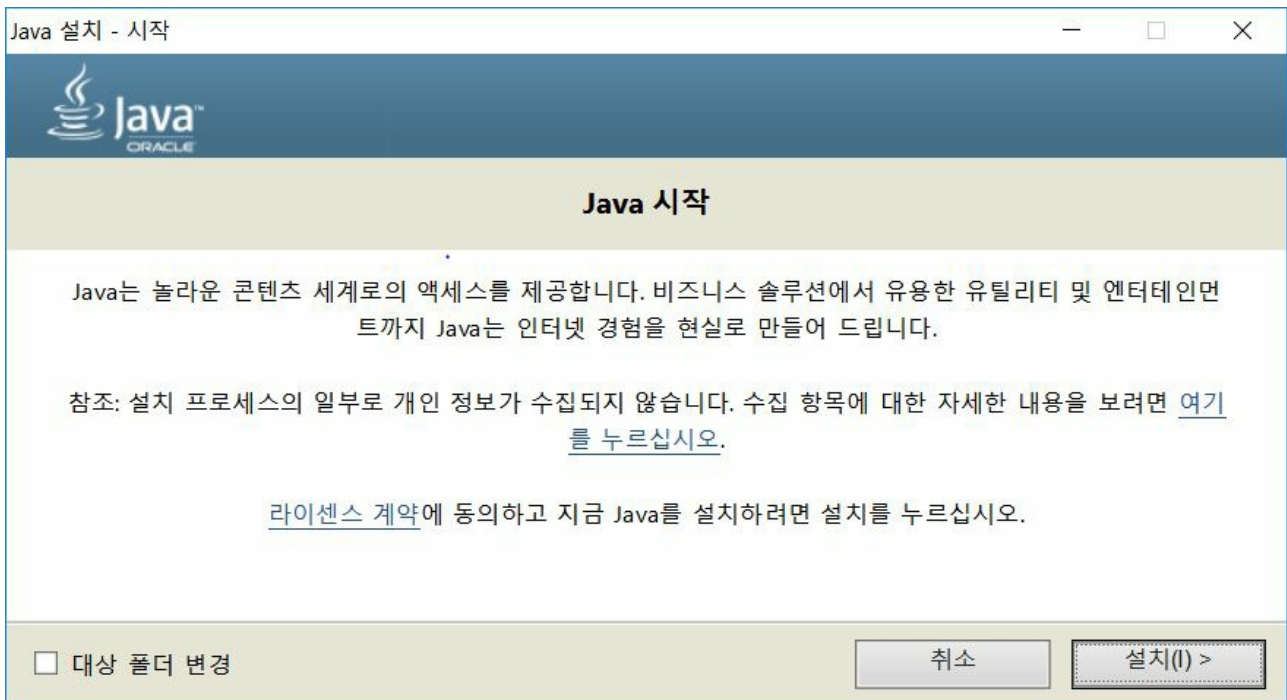 Java 설치 - 시작
Java™
ORACLE
Java 시작
Java는 놀라운 콘텐츠 세계로의 액세스를 제공합니다. 비즈니스 솔루션에서 유용한 유틸리티 및 엔터테인먼
트까지 Java는 인터넷 경험을 현실로 만들어 드립니다.
참조: 설치 프로세스의 일부로 개인 정보가 수집되지 않습니다. 수집 항목에 대한 자세한 내용을 보려면 여기
를 누르십시오.
라이센스 계약에 동의하고 지금 Java를 설치하려면 설치를 누르십시오.
대상 폴더 변경
취소
설치(I) >